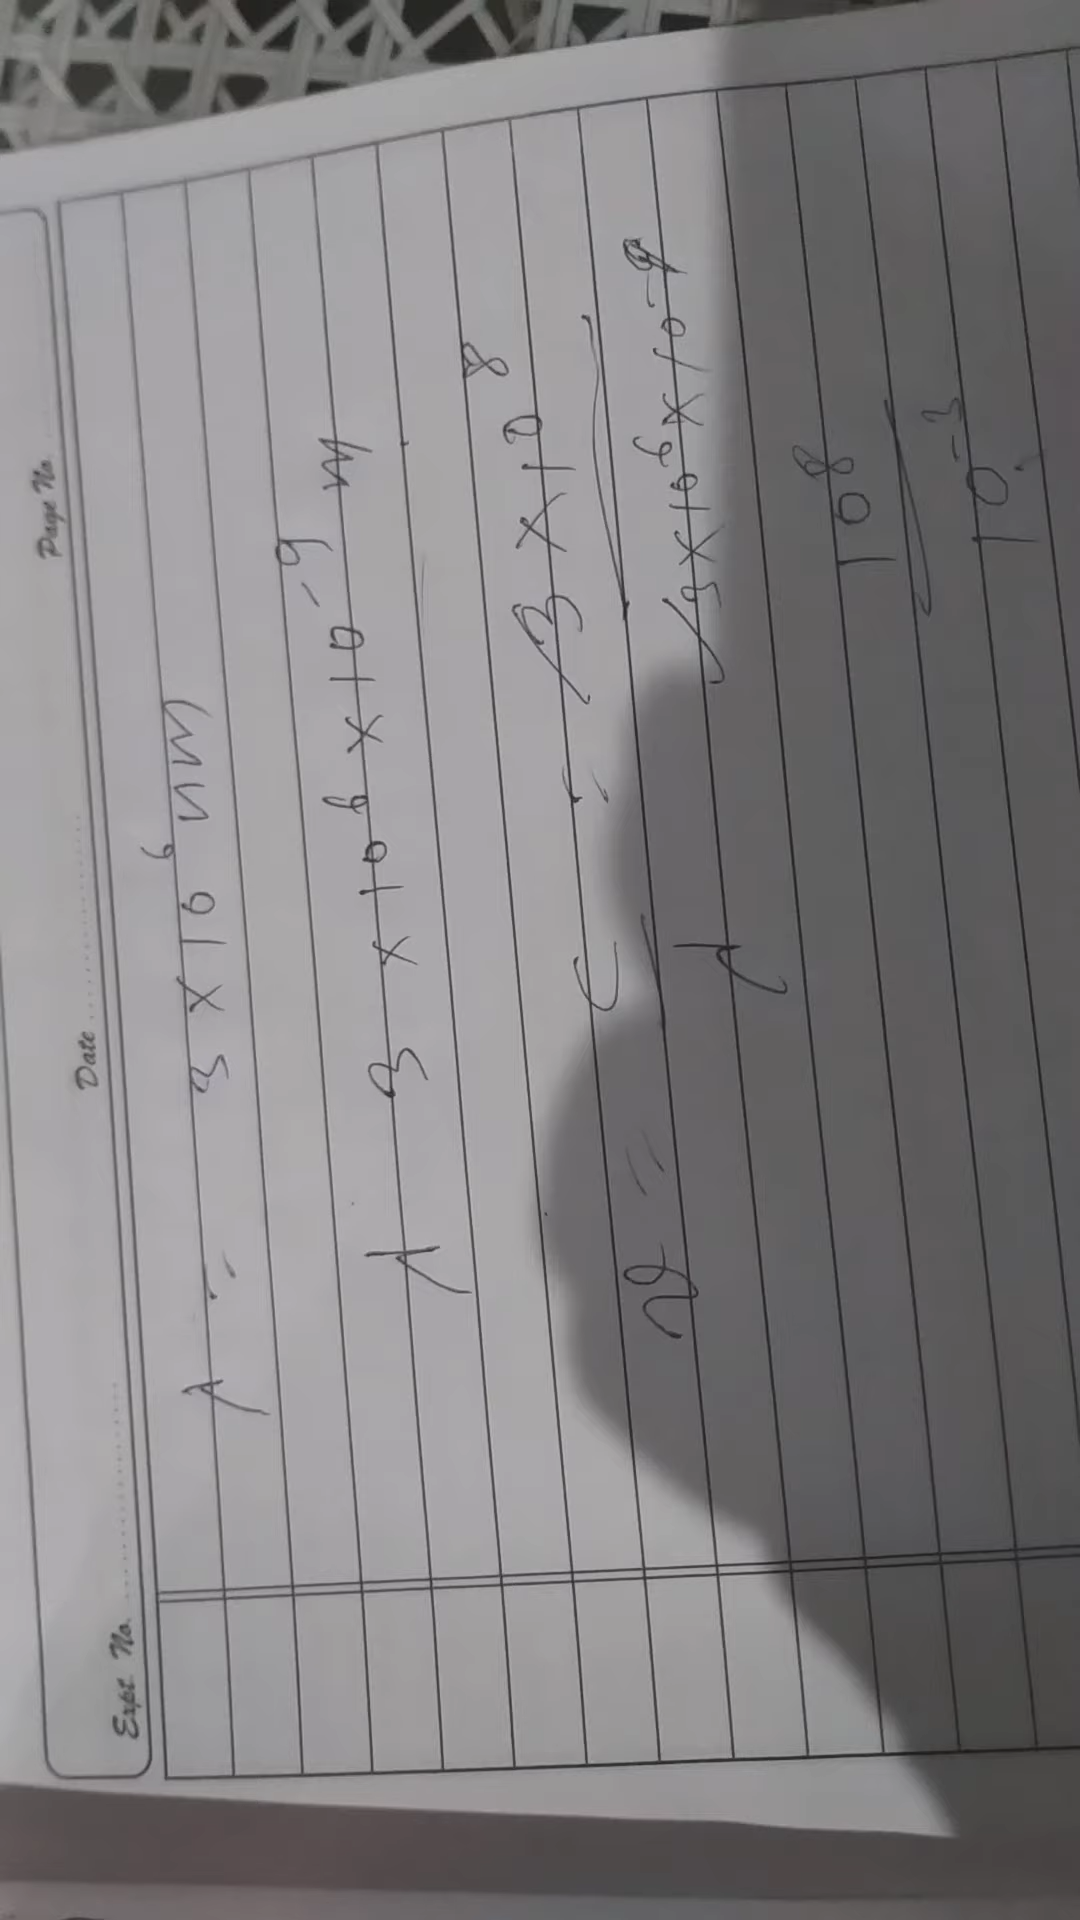 Page No.
Date
Expt. No.
λ = 3 × 10⁶ nm
λ 3 × 10⁶ × 10⁻⁹ m
ν = c/λ = 3 × 10⁸ / 3 × 10⁶ × 10⁻⁹
10⁸ / 10⁻³